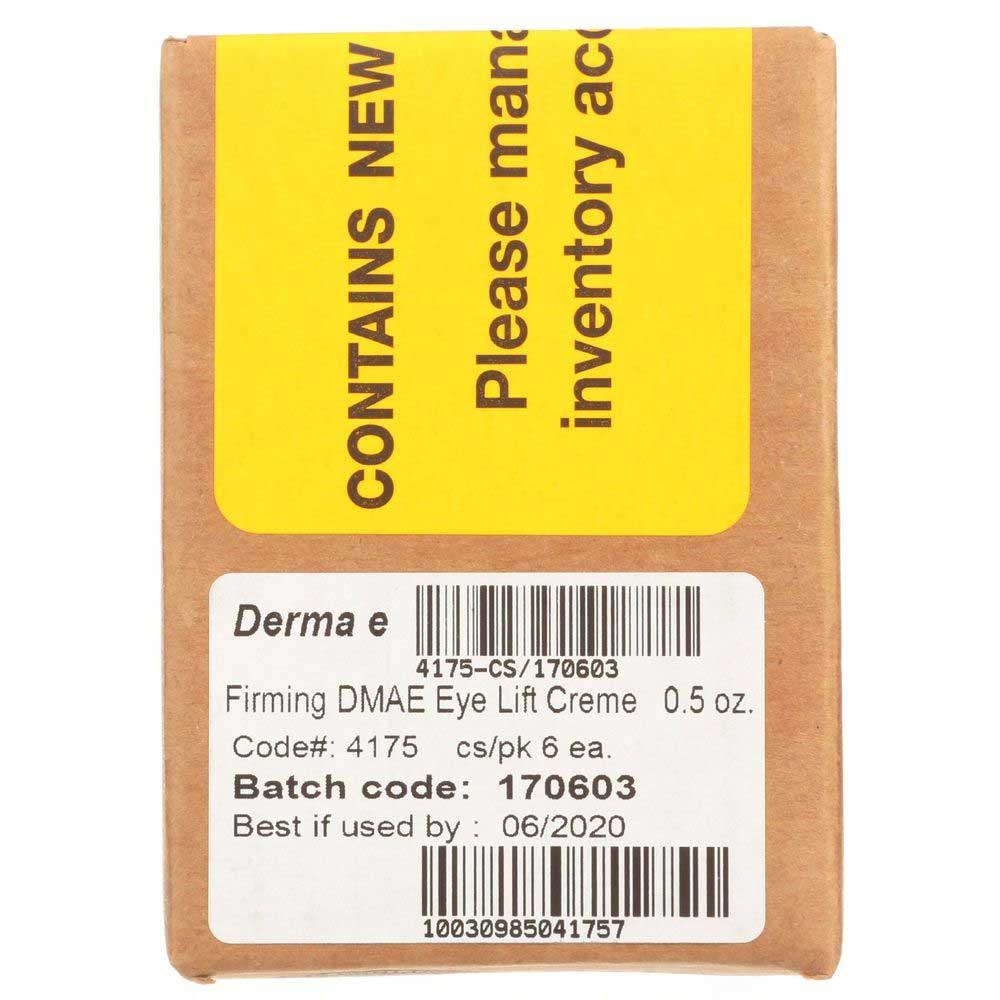 CONTAINS NEW
Please mana
inventory acc
Derma e
4175-CS/170603
Firming DMAE Eye Lift Creme 0.5 oz.
Code#: 4175 cs/pk 6 ea.
Batch code: 170603
Best if used by : 06/2020
10030985041757